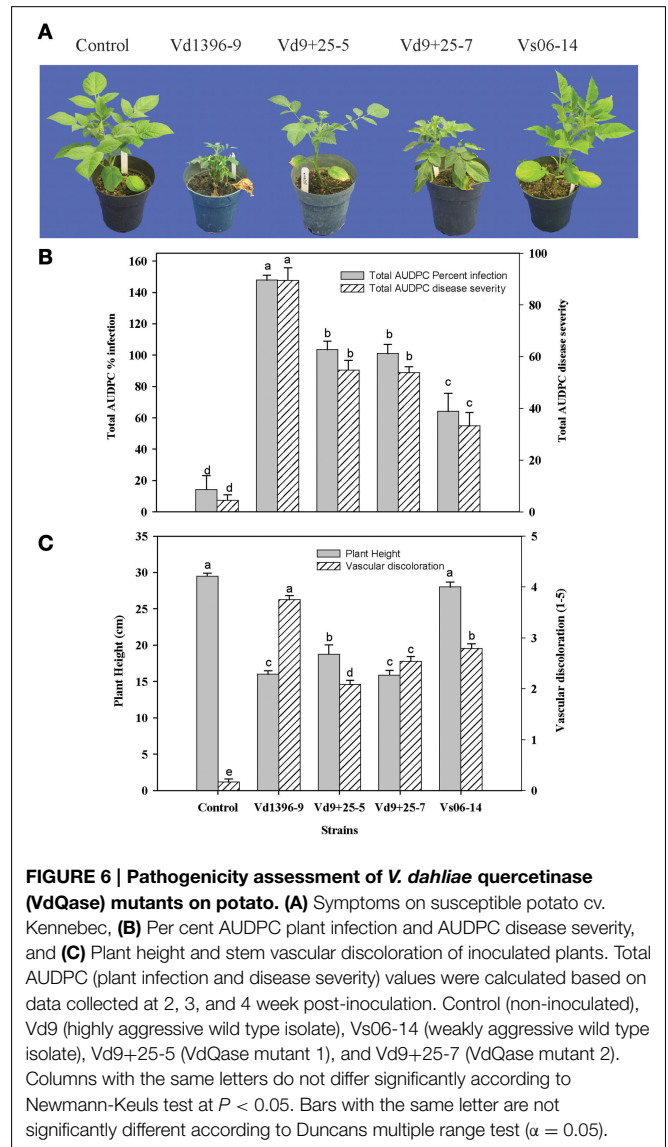 A
Control Vd1396-9 Vd9+25-5 Vd9+25-7 Vs06-14
B
160
140
120
100
80
60
40
20
0
Total AUDPC % infection
Total AUDPC Percent infection
Total AUDPC disease severity
100
80
60
40
20
0
Total AUDPC disease severity
d d a a b b b b c c
C
35
30
25
20
15
10
5
0
Plant Height (cm)
Plant Height
Vascular discoloration
5
4
3
2
1
0
Vascular discoloration (1-5)
a e c a b d c c a b
Control Vd1396-9 Vd9+25-5 Vd9+25-7 Vs06-14
Strains
FIGURE 6 | Pathogenicity assessment of V. dahliae quercetinase
(VdQase) mutants on potato. (A) Symptoms on susceptible potato cv.
Kennebec, (B) Per cent AUDPC plant infection and AUDPC disease severity,
and (C) Plant height and stem vascular discoloration of inoculated plants. Total
AUDPC (plant infection and disease severity) values were calculated based on
data collected at 2, 3, and 4 week post-inoculation. Control (non-inoculated),
Vd9 (highly aggressive wild type isolate), Vs06-14 (weakly aggressive wild type
isolate), Vd9+25-5 (VdQase mutant 1), and Vd9+25-7 (VdQase mutant 2).
Columns with the same letters do not differ significantly according to
Newmann-Keuls test at P < 0.05. Bars with the same letter are not
significantly different according to Duncans multiple range test (α = 0.05).